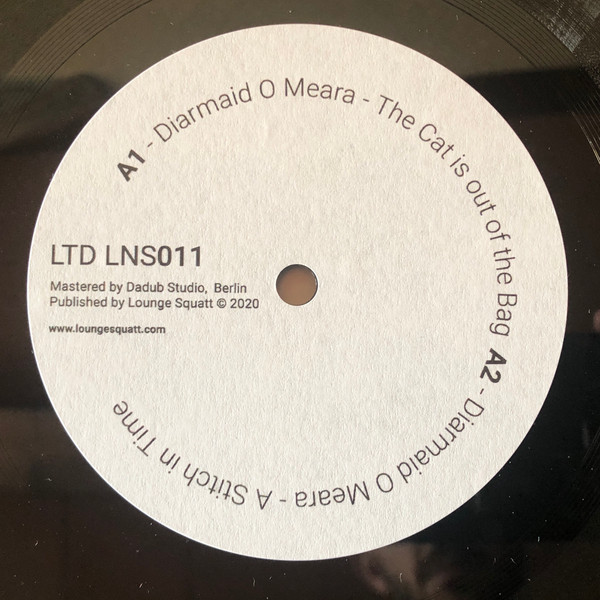 A1 - Diarmaid O Meara - The Cat is out of the Bag
A2 - Diarmaid O Meara - A Stitch in Time
LTD LNS011
Mastered by Dadub Studio, Berlin
Published by Lounge Squatt © 2020
www.loungesquatt.com